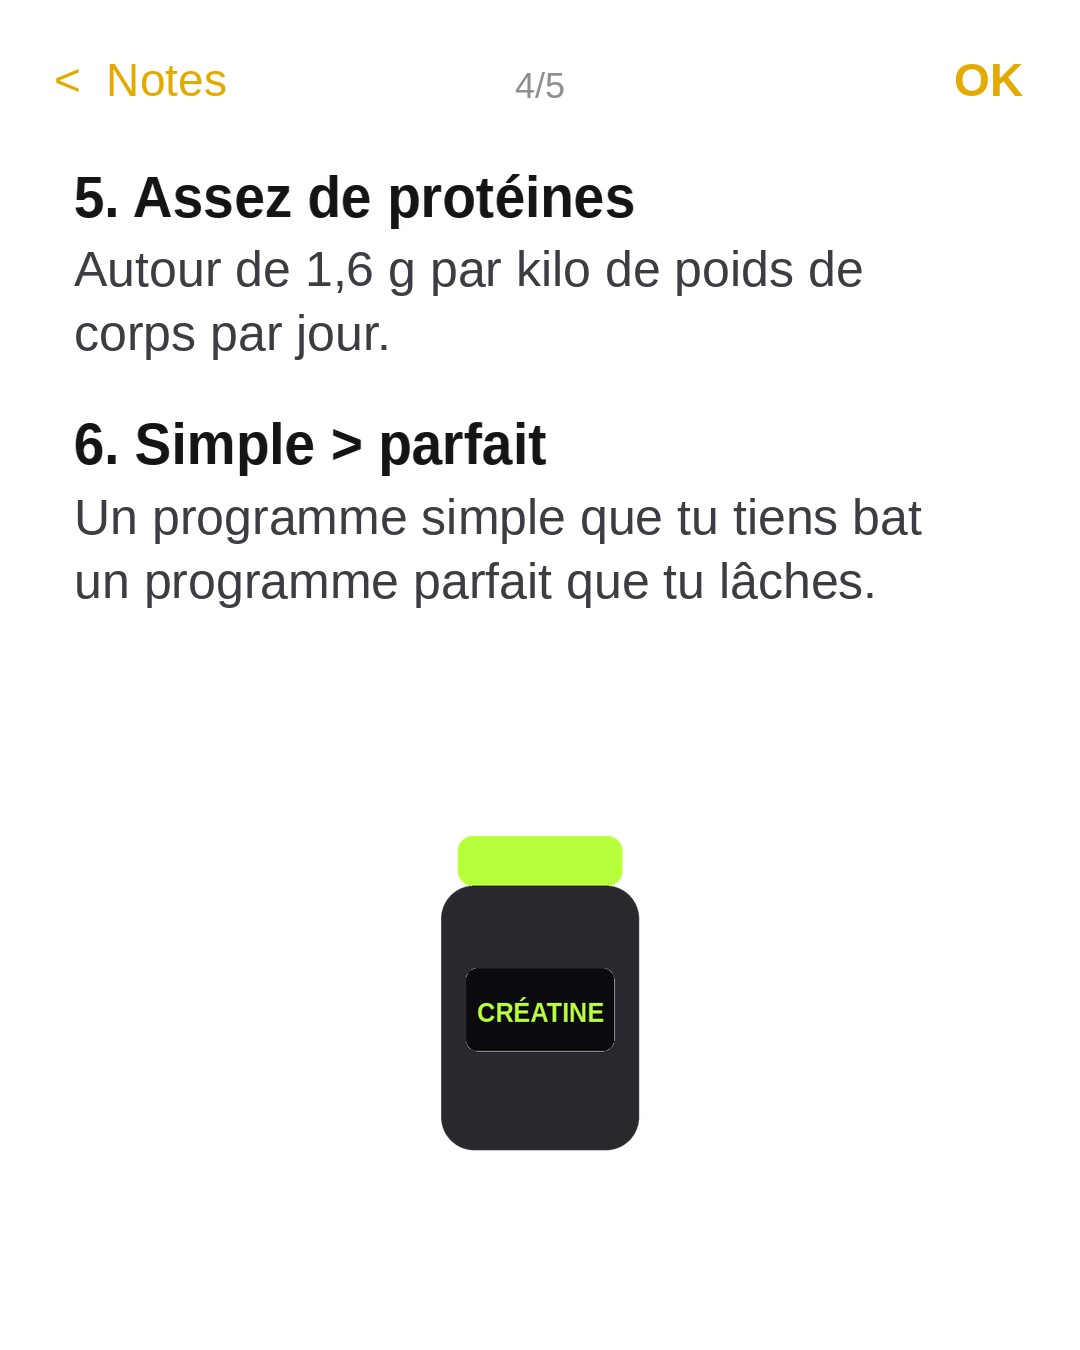 < Notes
4/5
OK
5. Assez de protéines
Autour de 1,6 g par kilo de poids de
corps par jour.
6. Simple > parfait
Un programme simple que tu tiens bat
un programme parfait que tu lâches.
CRÉATINE